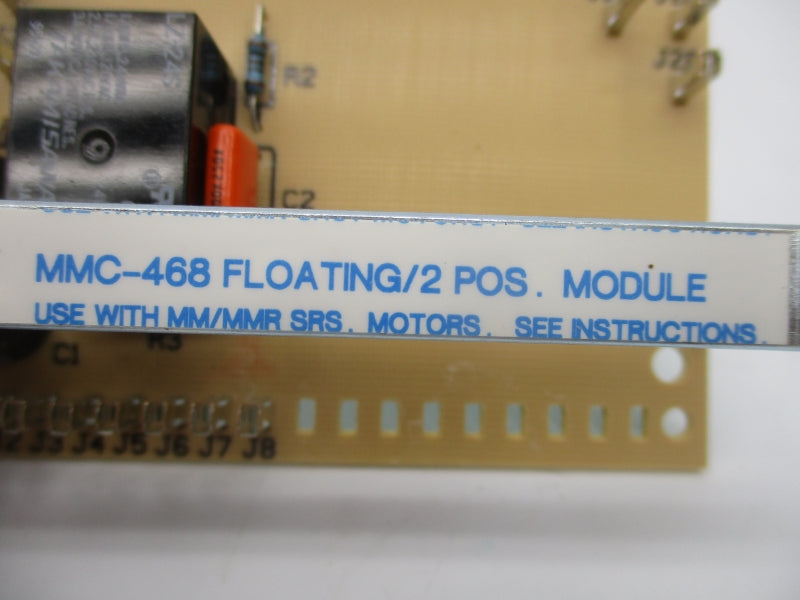 R2
J2
C2
MMC-468 FLOATING/2 POS. MODULE
USE WITH MM/MMR SRS. MOTORS. SEE INSTRUCTIONS.
C1
R3
J3 J4 J5 J6 J7 J8